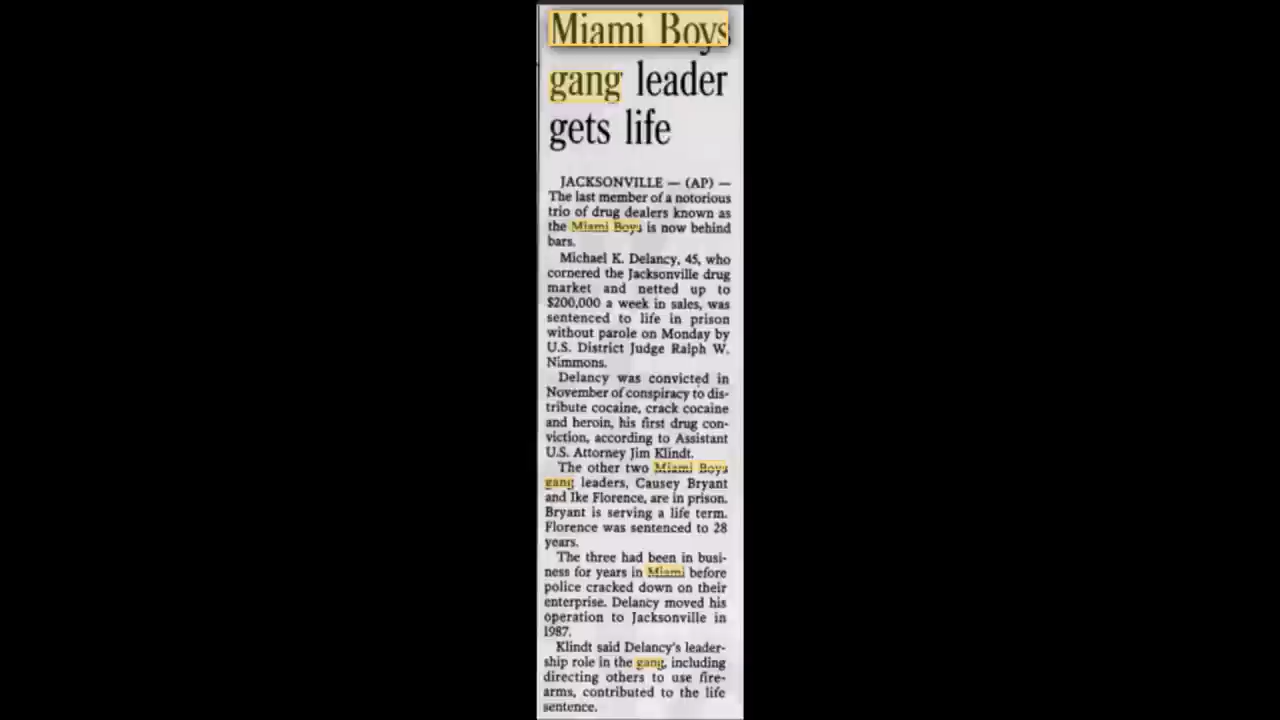 Miami Boys
gang leader
gets life
JACKSONVILLE — (AP) —
The last member of a notorious
trio of drug dealers known as
the Miami Boys is now behind
bars.
Michael K. Delancy, 45, who
cornered the Jacksonville drug
market and netted up to
$200,000 a week in sales, was
sentenced to life in prison
without parole on Monday by
U.S. District Judge Ralph W.
Nimmons.
Delancy was convicted in
November of conspiracy to dis-
tribute cocaine, crack cocaine
and heroin, his first drug con-
viction, according to Assistant
U.S. Attorney Jim Klindt.
The other two Miami Boys
gang leaders, Causey Bryant
and Ike Florence, are in prison.
Bryant is serving a life term.
Florence was sentenced to 28
years.
The three had been in busi-
ness for years in Miami before
police cracked down on their
enterprise. Delancy moved his
operation to Jacksonville in
1987.
Klindt said Delancy's leader-
ship role in the gang, including
directing others to use fire-
arms, contributed to the life
sentence.